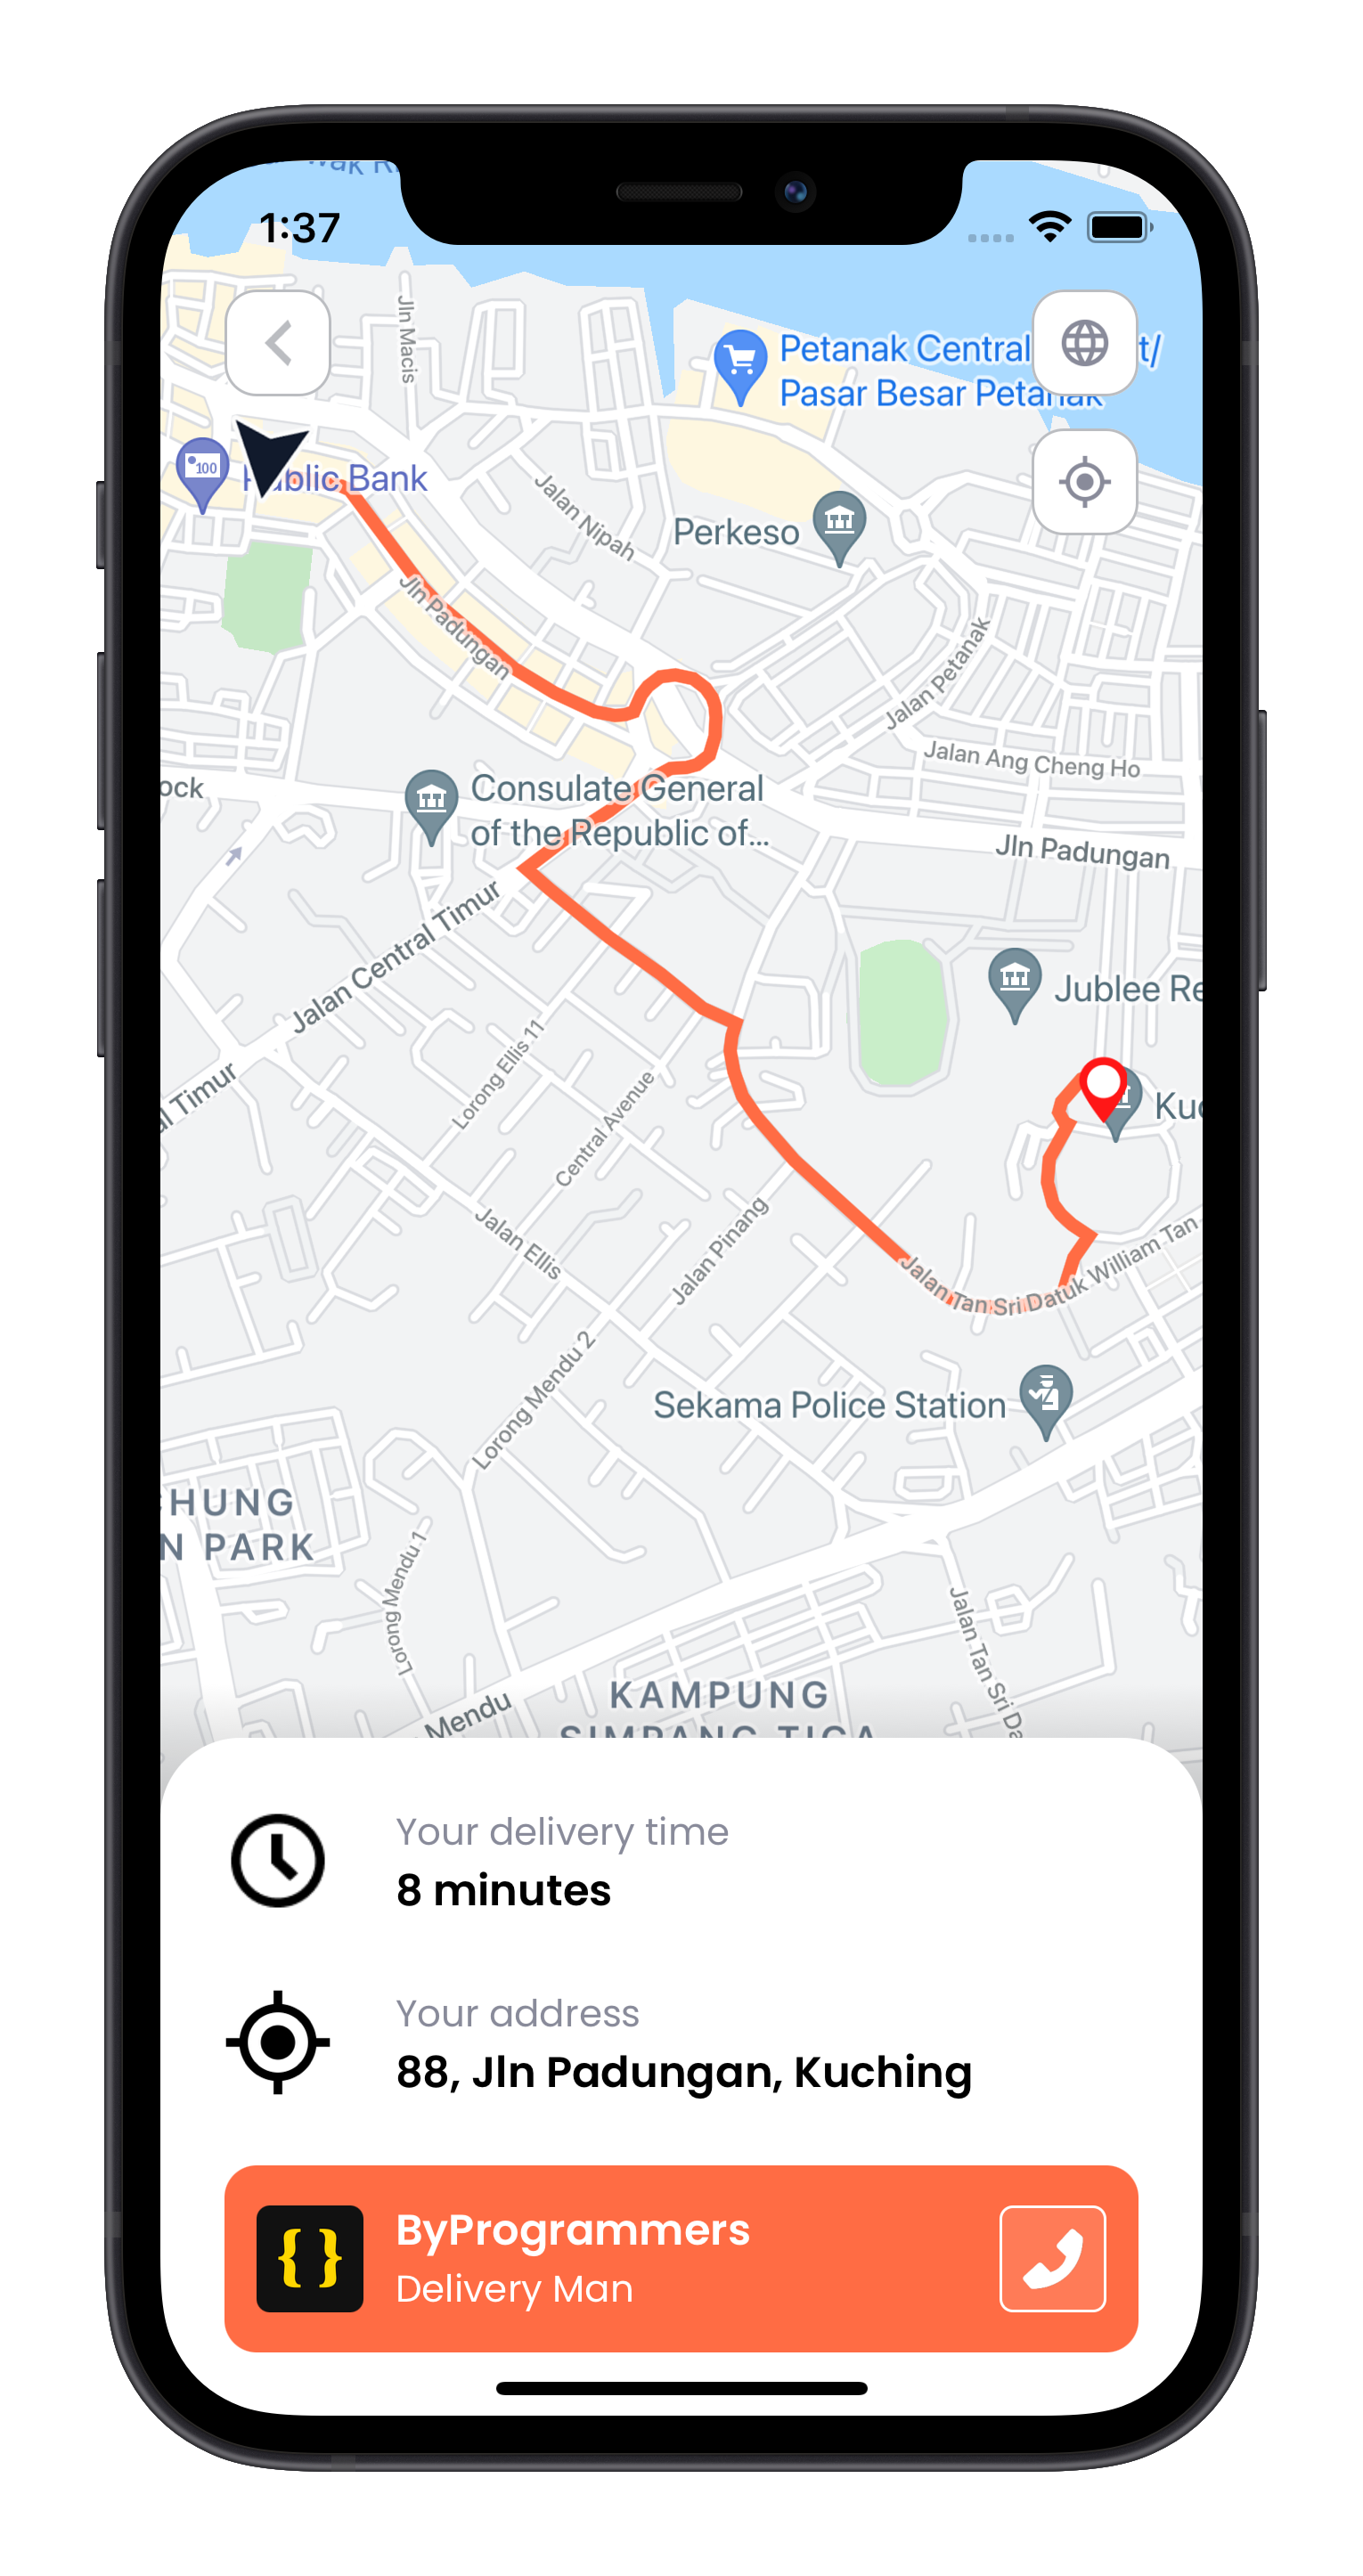 1:37
Petanak Central
t/
Pasar Besar Petanak
Jln Macis
100
Public Bank
Jalan Nipah
Perkeso
Jln Padungan
Jalan Petanak
Jalan Ang Cheng Ho
ock
Consulate General
of the Republic of...
Jln Padungan
Jalan Central Timur
Jublee Re
Lorong Ellis 11
al Timur
Central Avenue
Kuc
Jalan Ellis
Jalan Pinang
Jalan Tan Sri Datuk William Tan
Lorong Mendu 2
Sekama Police Station
HUNG
N PARK
Lorong Mendu 1
Jalan Tan Sri Da
KAMPUNG
SIMPANG TIGA
Mendu
Your delivery time
8 minutes
Your address
88, Jln Padungan, Kuching
{ }
ByProgrammers
Delivery Man